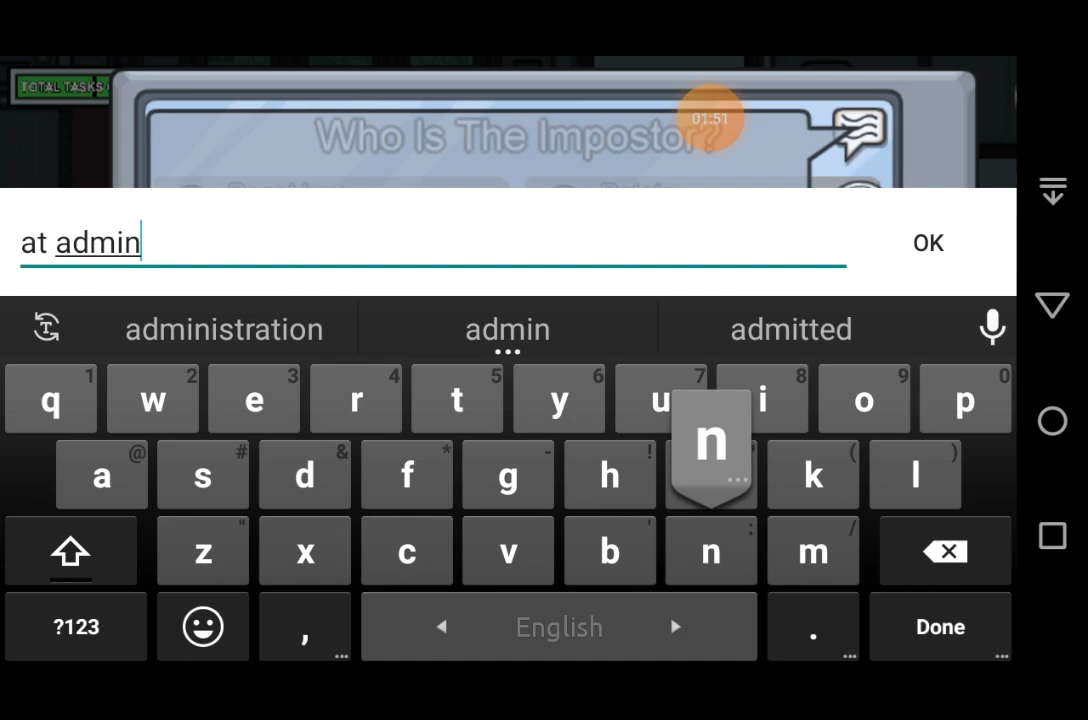 TOTAL TASKS
01:51
Who Is The Impostor?
at admin
OK
administration admin admitted
q 1 w 2 e 3 r 4 t 5 y 6 u 7 i 8 o 9 p 0
a @ s # d & f * g - h ! n k ( l )
z " x c v b ' n : m /
?123 , English . Done